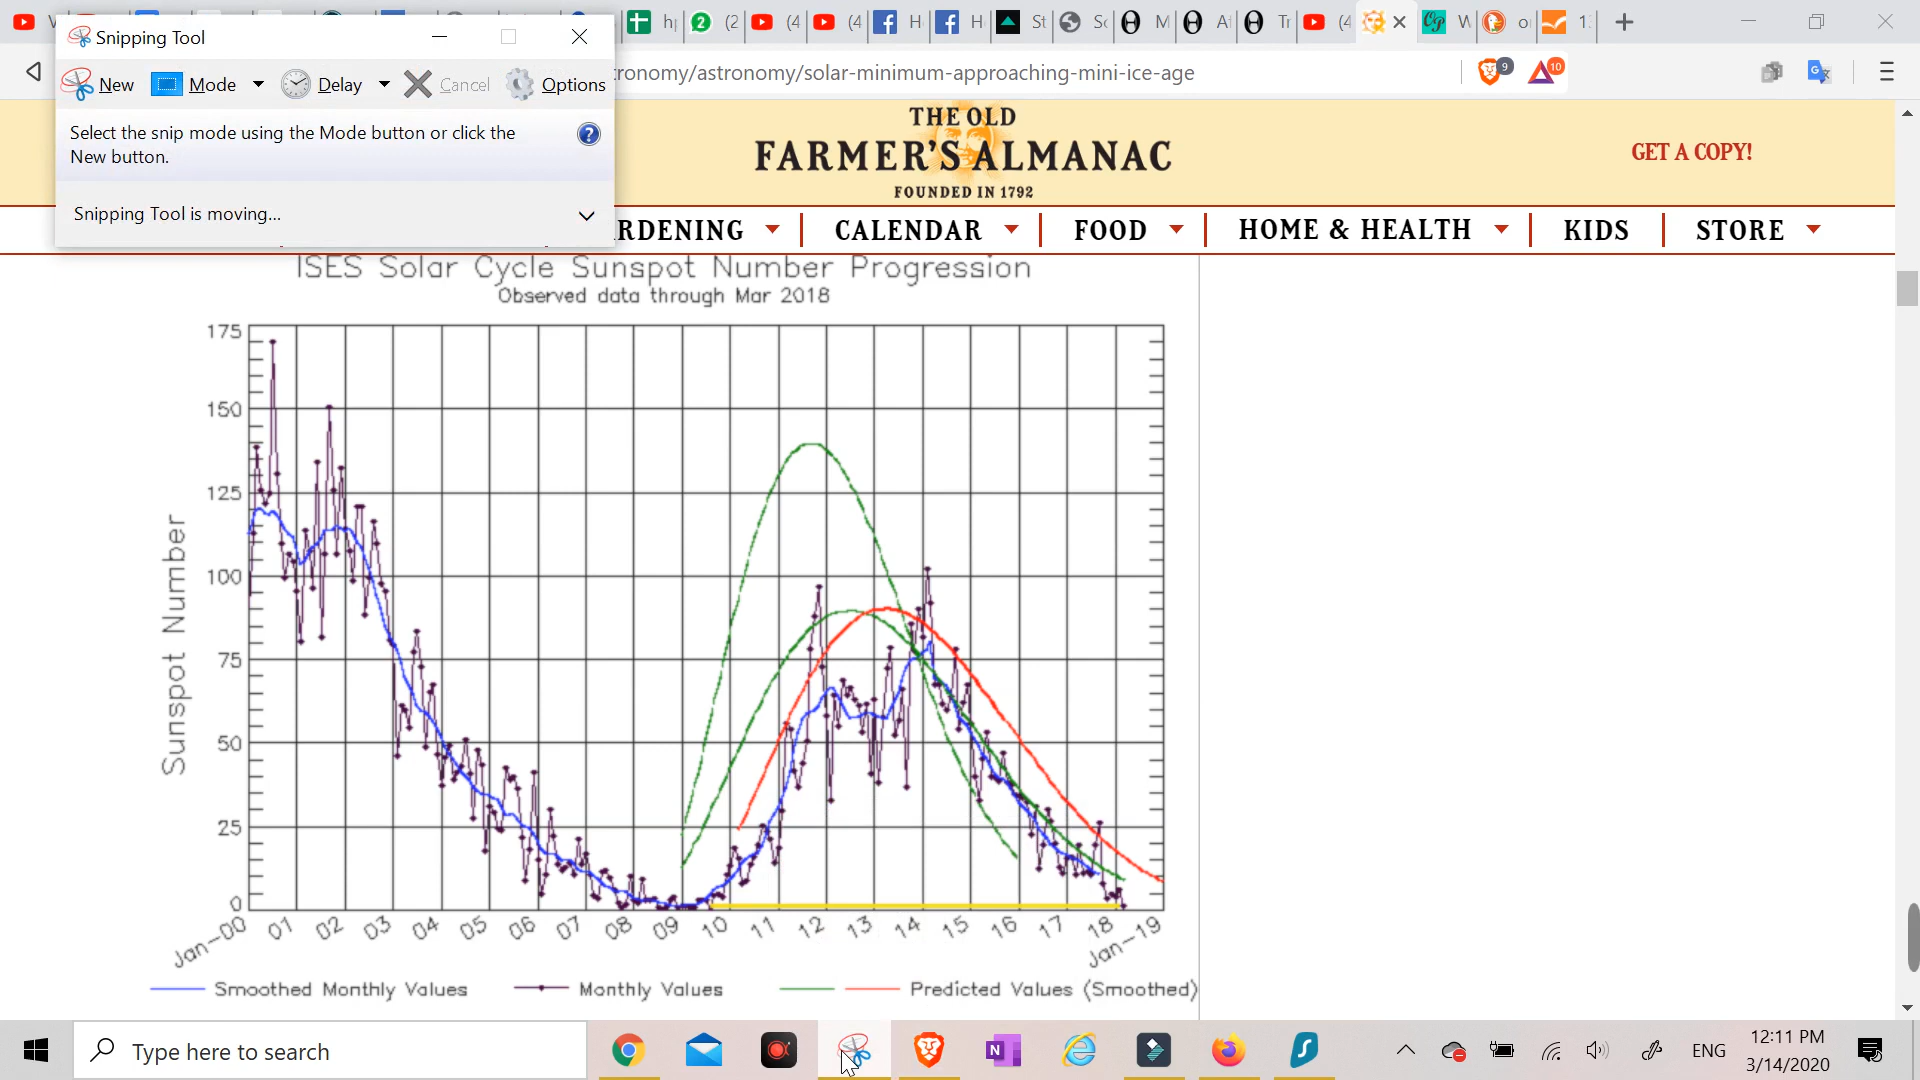 Snipping Tool
New
Mode
Delay
Cancel
Options
Select the snip mode using the Mode button or click the
New button.
Snipping Tool is moving...
ronomy/astronomy/solar-minimum-approaching-mini-ice-age
9
10
THE OLD
FARMER'S ALMANAC
FOUNDED IN 1792
GET A COPY!
RDENING
CALENDAR
FOOD
HOME & HEALTH
KIDS
STORE
ISES Solar Cycle Sunspot Number Progression
Observed data through Mar 2018
175
150
125
100
75
50
25
0
Sunspot Number
Jan-00 01 02 03 04 05 06 07 08 09 10 11 12 13 14 15 16 17 18 Jan-19
Smoothed Monthly Values
Monthly Values
Predicted Values (Smoothed)
Type here to search
ENG
12:11 PM
3/14/2020